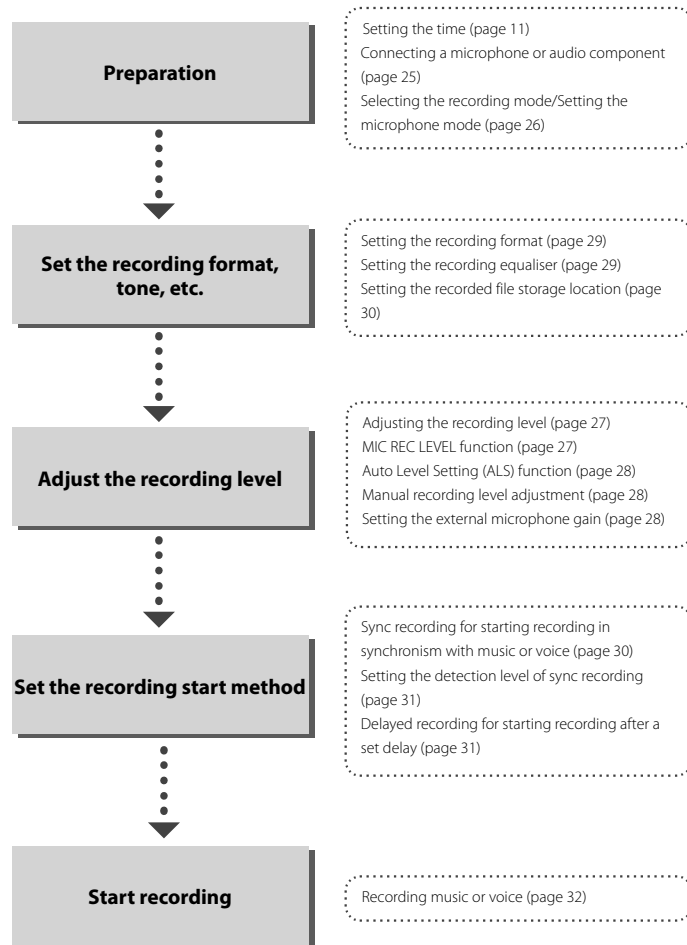 Preparation
Setting the time (page 11)
Connecting a microphone or audio component
(page 25)
Selecting the recording mode/Setting the
microphone mode (page 26)
Set the recording format,
tone, etc.
Setting the recording format (page 29)
Setting the recording equaliser (page 29)
Setting the recorded file storage location (page
30)
Adjust the recording level
Adjusting the recording level (page 27)
MIC REC LEVEL function (page 27)
Auto Level Setting (ALS) function (page 28)
Manual recording level adjustment (page 28)
Setting the external microphone gain (page 28)
Set the recording start method
Sync recording for starting recording in
synchronism with music or voice (page 30)
Setting the detection level of sync recording
(page 31)
Delayed recording for starting recording after a
set delay (page 31)
Start recording
Recording music or voice (page 32)